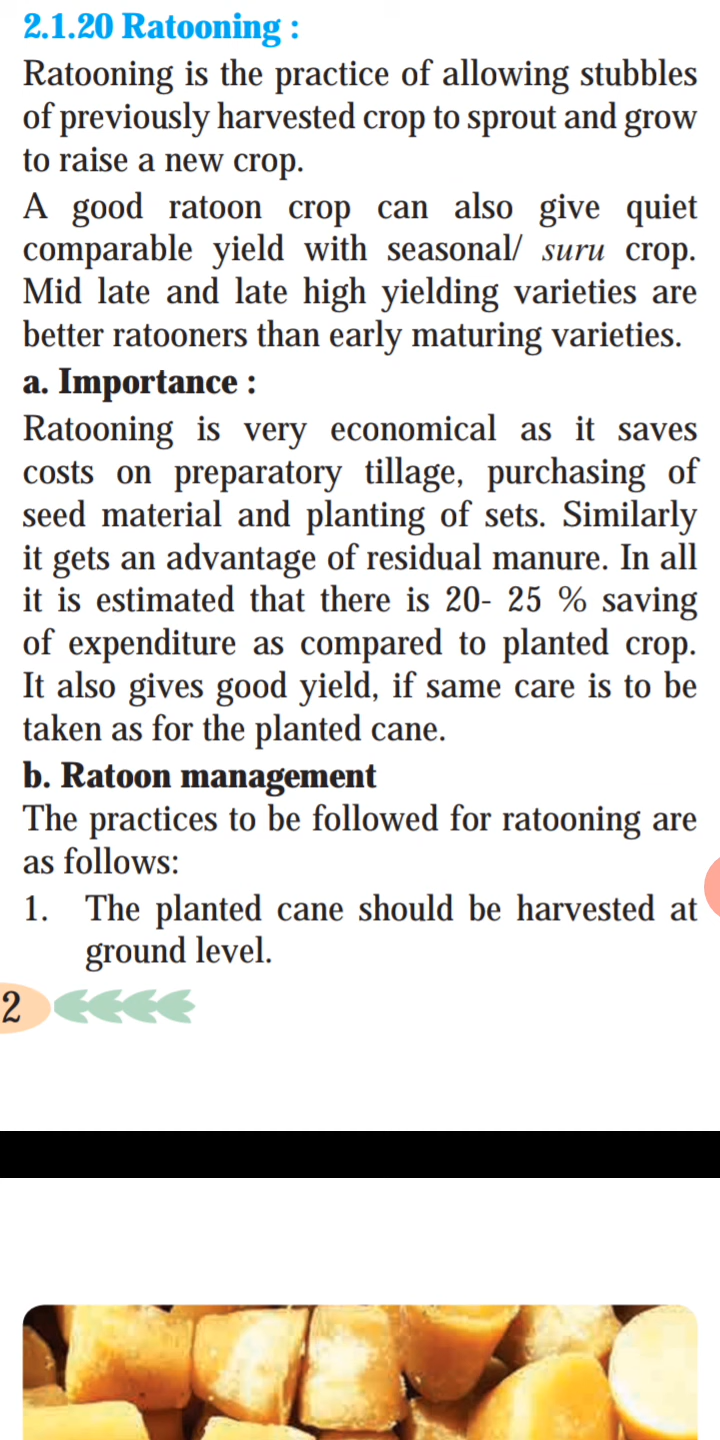 2.1.20 Ratooning :
Ratooning is the practice of allowing stubbles
of previously harvested crop to sprout and grow
to raise a new crop.
A good ratoon crop can also give quiet
comparable yield with seasonal/ suru crop.
Mid late and late high yielding varieties are
better ratooners than early maturing varieties.
a. Importance :
Ratooning is very economical as it saves
costs on preparatory tillage, purchasing of
seed material and planting of sets. Similarly
it gets an advantage of residual manure. In all
it is estimated that there is 20- 25 % saving
of expenditure as compared to planted crop.
It also gives good yield, if same care is to be
taken as for the planted cane.
b. Ratoon management
The practices to be followed for ratooning are
as follows:
1. The planted cane should be harvested at
ground level.
2